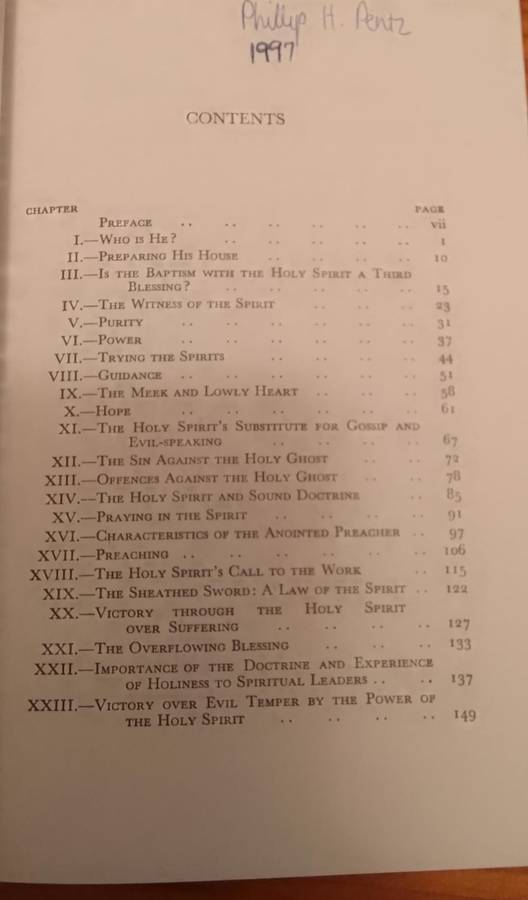 Phillip H. Pentz
1997
CONTENTS
CHAPTER PAGE
PREFACE .. .. .. .. .. .. vii
I.—WHO IS HE? .. .. .. .. .. 1
II.—PREPARING HIS HOUSE .. .. .. .. 10
III.—IS THE BAPTISM WITH THE HOLY SPIRIT A THIRD
BLESSING? .. .. .. .. .. 15
IV.—THE WITNESS OF THE SPIRIT .. .. .. 23
V.—PURITY .. .. .. .. .. .. 31
VI.—POWER .. .. .. .. .. .. 37
VII.—TRYING THE SPIRITS .. .. .. .. 44
VIII.—GUIDANCE .. .. .. .. .. .. 51
IX.—THE MEEK AND LOWLY HEART .. .. .. 58
X.—HOPE .. .. .. .. .. .. 61
XI.—THE HOLY SPIRIT'S SUBSTITUTE FOR GOSSIP AND
EVIL-SPEAKING .. .. .. .. 67
XII.—THE SIN AGAINST THE HOLY GHOST .. .. 72
XIII.—OFFENCES AGAINST THE HOLY GHOST .. .. 78
XIV.—THE HOLY SPIRIT AND SOUND DOCTRINE .. 85
XV.—PRAYING IN THE SPIRIT .. .. .. .. 91
XVI.—CHARACTERISTICS OF THE ANOINTED PREACHER .. 97
XVII.—PREACHING .. .. .. .. .. .. 106
XVIII.—THE HOLY SPIRIT'S CALL TO THE WORK .. 115
XIX.—THE SHEATHED SWORD: A LAW OF THE SPIRIT .. 122
XX.—VICTORY THROUGH THE HOLY SPIRIT
OVER SUFFERING .. .. .. .. 127
XXI.—THE OVERFLOWING BLESSING .. .. .. 133
XXII.—IMPORTANCE OF THE DOCTRINE AND EXPERIENCE
OF HOLINESS TO SPIRITUAL LEADERS .. .. 137
XXIII.—VICTORY OVER EVIL TEMPER BY THE POWER OF
THE HOLY SPIRIT .. .. .. .. 149